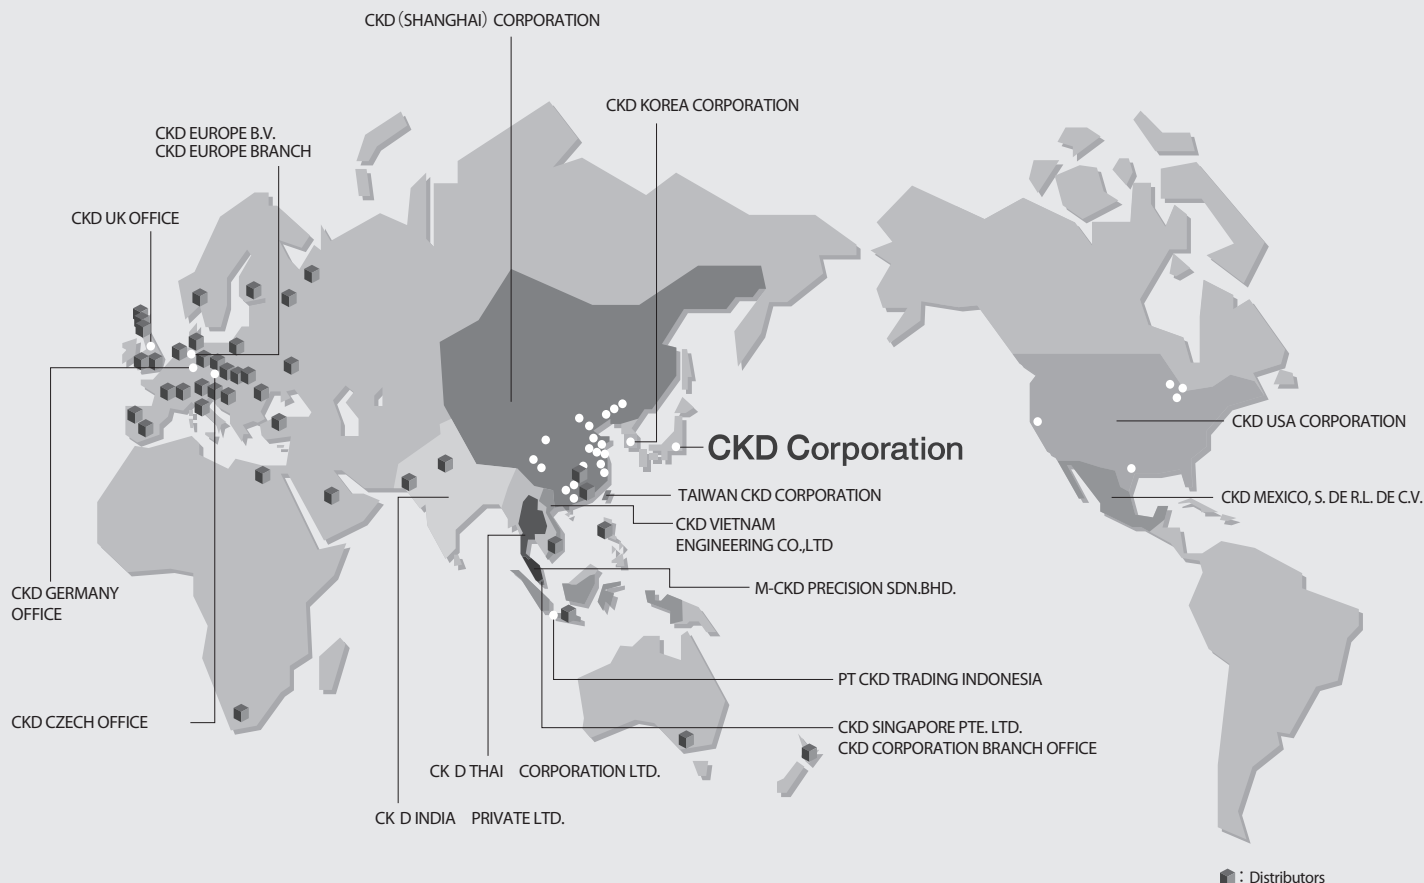 CKD（SHANGHAI）CORPORATION
CKD KOREA CORPORATION
CKD EUROPE B.V.
CKD EUROPE BRANCH
CKD UK OFFICE
CKD USA CORPORATION
CKD Corporation
TAIWAN CKD CORPORATION
CKD MEXICO, S. DE R.L. DE C.V.
CKD VIETNAM
ENGINEERING CO.,LTD
M-CKD PRECISION SDN.BHD.
CKD GERMANY
OFFICE
PT CKD TRADING INDONESIA
CKD CZECH OFFICE
CKD SINGAPORE PTE. LTD.
CKD CORPORATION BRANCH OFFICE
CK D THAI CORPORATION LTD.
CK D INDIA PRIVATE LTD.
: Distributors